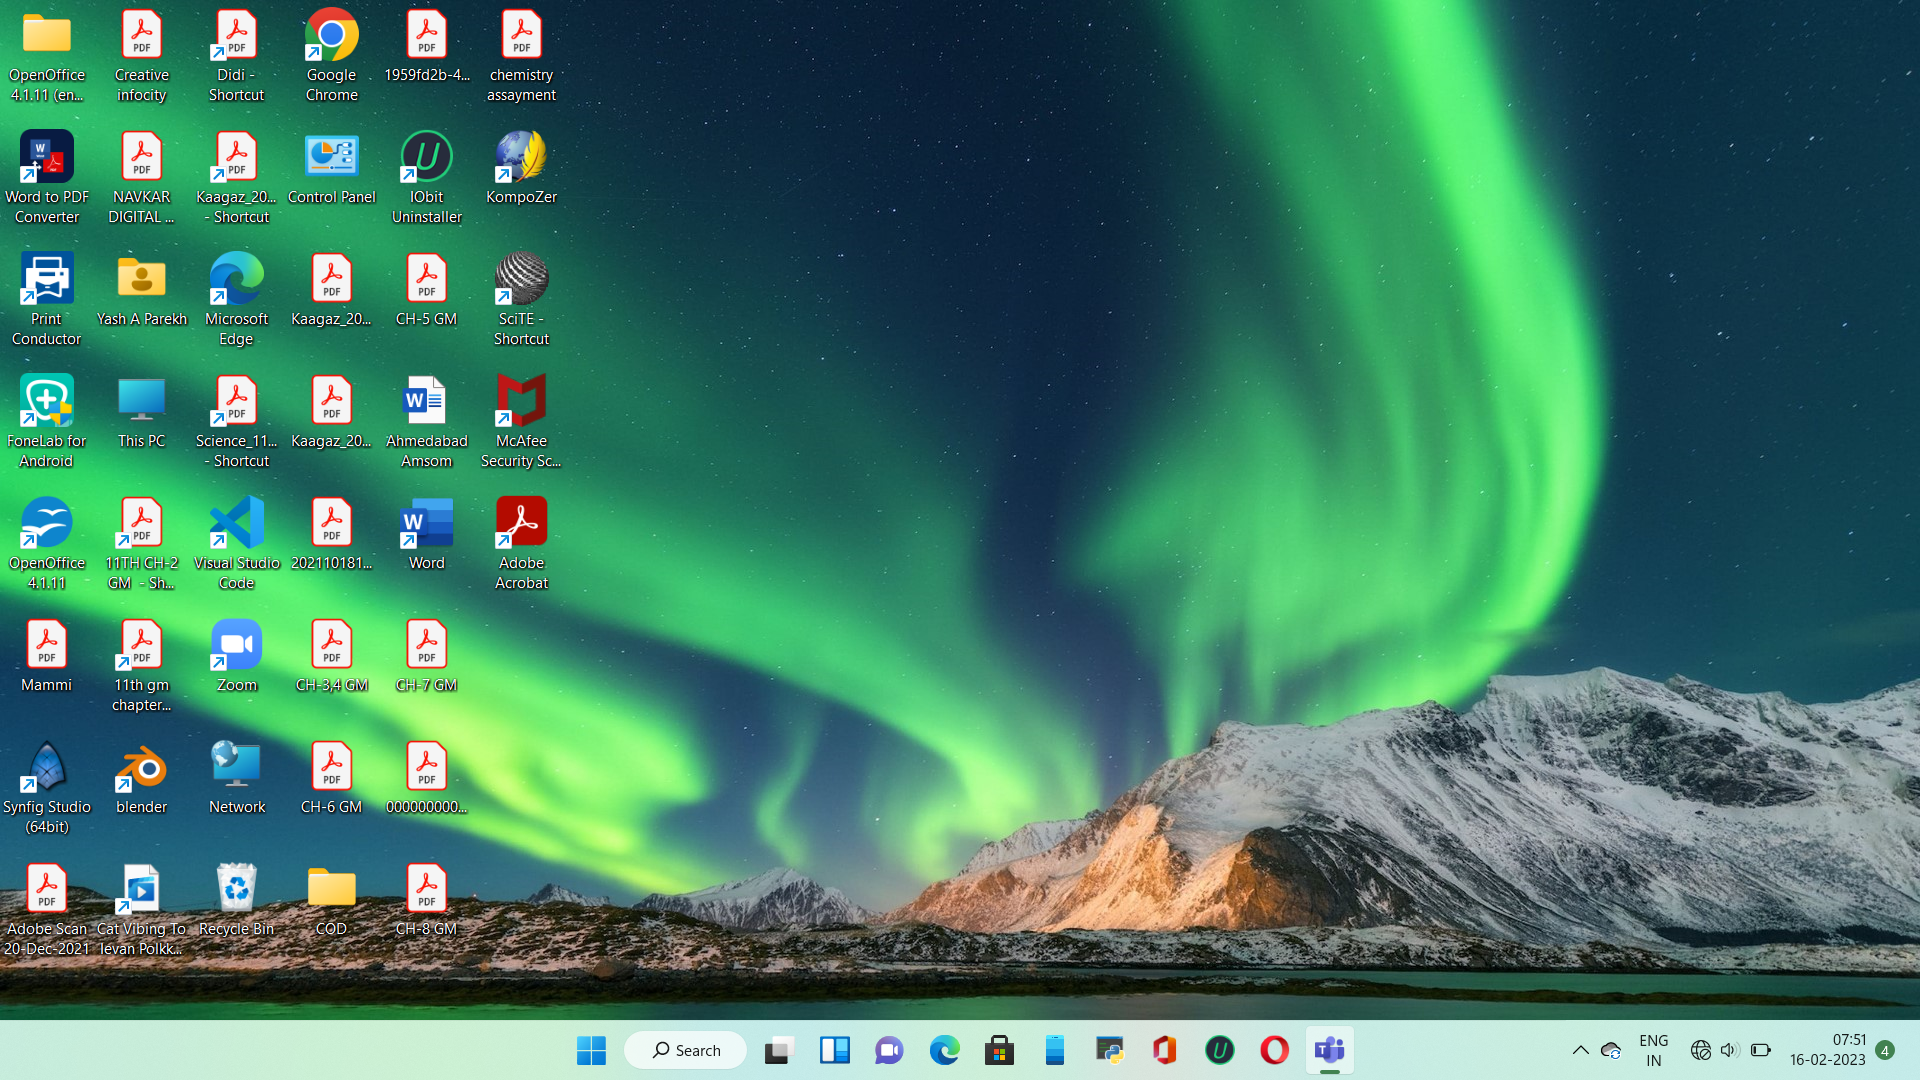 OpenOffice
4.1.11 (en...
Creative
infocity
Didi -
Shortcut
Google
Chrome
1959fd2b-4...
chemistry
assayment
Word to PDF
Converter
NAVKAR
DIGITAL ...
Kaagaz_20...
- Shortcut
Control Panel
IObit
Uninstaller
KompoZer
Print
Conductor
Yash A Parekh
Microsoft
Edge
Kaagaz_20...
CH-5 GM
SciTE -
Shortcut
FoneLab for
Android
This PC
Science_11...
- Shortcut
Kaagaz_20...
Ahmedabad
Amsom
McAfee
Security Sc...
OpenOffice
4.1.11
11TH CH-2
GM - Sh...
Visual Studio
Code
202110181...
Word
Adobe
Acrobat
Mammi
11th gm
chapter...
Zoom
CH-3,4 GM
CH-7 GM
Synfig Studio
(64bit)
blender
Network
CH-6 GM
000000000...
Adobe Scan
20-Dec-2021
Cat Vibing To
Ievan Polkk...
Recycle Bin
COD
CH-8 GM
Search
ENG
IN
07:51
16-02-2023
4